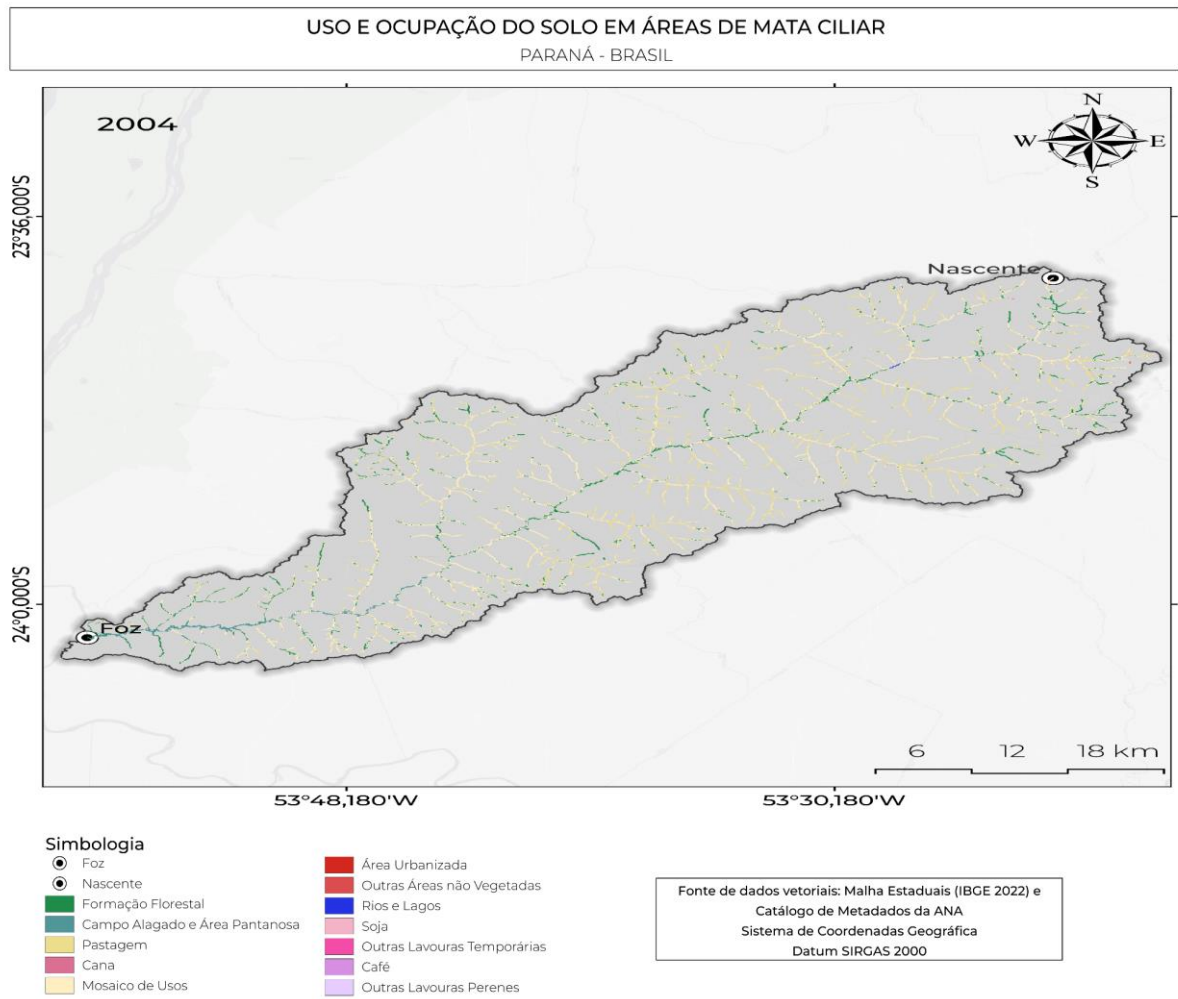 USO E OCUPAÇÃO DO SOLO EM ÁREAS DE MATA CILIAR
PARANÁ - BRASIL
2004
N
W E
S
23°36,000'S
Nascente
24°0,000'S
Foz
6 12 18 km
53°48,180'W 53°30,180'W
Simbologia
Foz
Nascente
Formação Florestal
Campo Alagado e Área Pantanosa
Pastagem
Cana
Mosaico de Usos
Área Urbanizada
Outras Áreas não Vegetadas
Rios e Lagos
Soja
Outras Lavouras Temporárias
Café
Outras Lavouras Perenes
Fonte de dados vetoriais: Malha Estaduais (IBGE 2022) e
Catálogo de Metadados da ANA
Sistema de Coordenadas Geográfica
Datum SIRGAS 2000